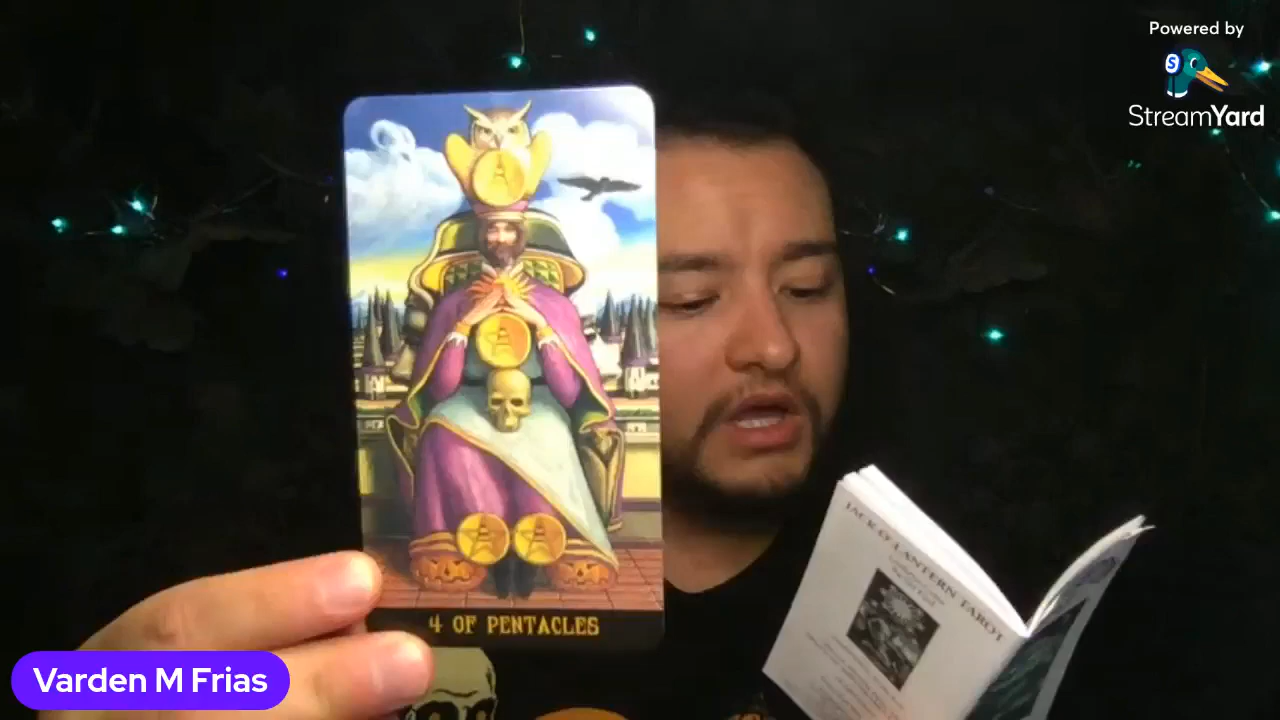 Powered by
StreamYard
4 OF PENTACLES
JACK-O-LANTERN TAROT
Varden M Frias